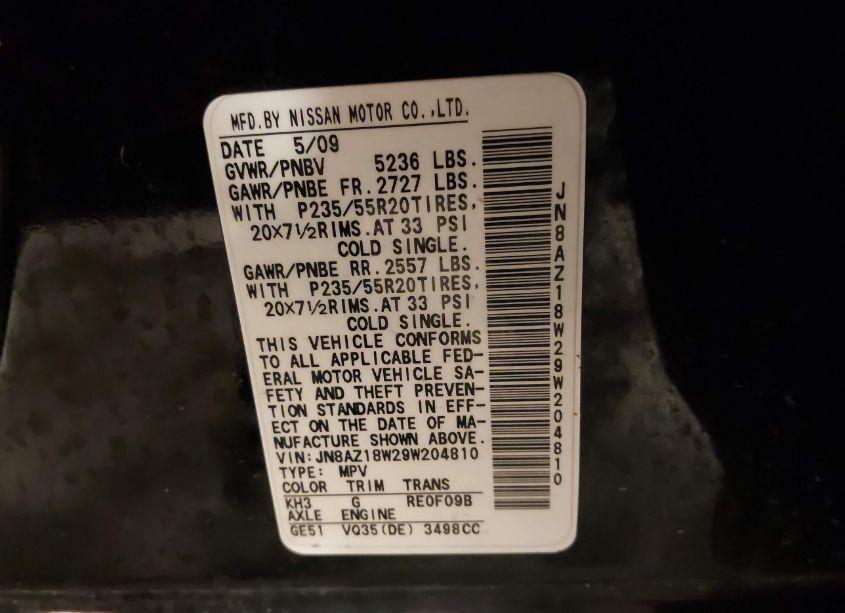 MFD.BY NISSAN MOTOR CO.,LTD.
DATE 5/09
GVWR/PNBV 5236 LBS.
GAWR/PNBE FR.2727 LBS.
WITH P235/55R20TIRES,
20×7½RIMS.AT 33 PSI
COLD SINGLE.
GAWR/PNBE RR.2557 LBS.
WITH P235/55R20TIRES,
20×7½RIMS.AT 33 PSI
COLD SINGLE.
THIS VEHICLE CONFORMS
TO ALL APPLICABLE FED-
ERAL MOTOR VEHICLE SA-
FETY AND THEFT PREVEN-
TION STANDARDS IN EFF-
ECT ON THE DATE OF MA-
NUFACTURE SHOWN ABOVE.
VIN:JN8AZ18W29W204810
TYPE: MPV
COLOR TRIM TRANS
KH3 G RE0F09B
AXLE ENGINE
GE51 VQ35(DE) 3498CC
JN8AZ18W29W204810